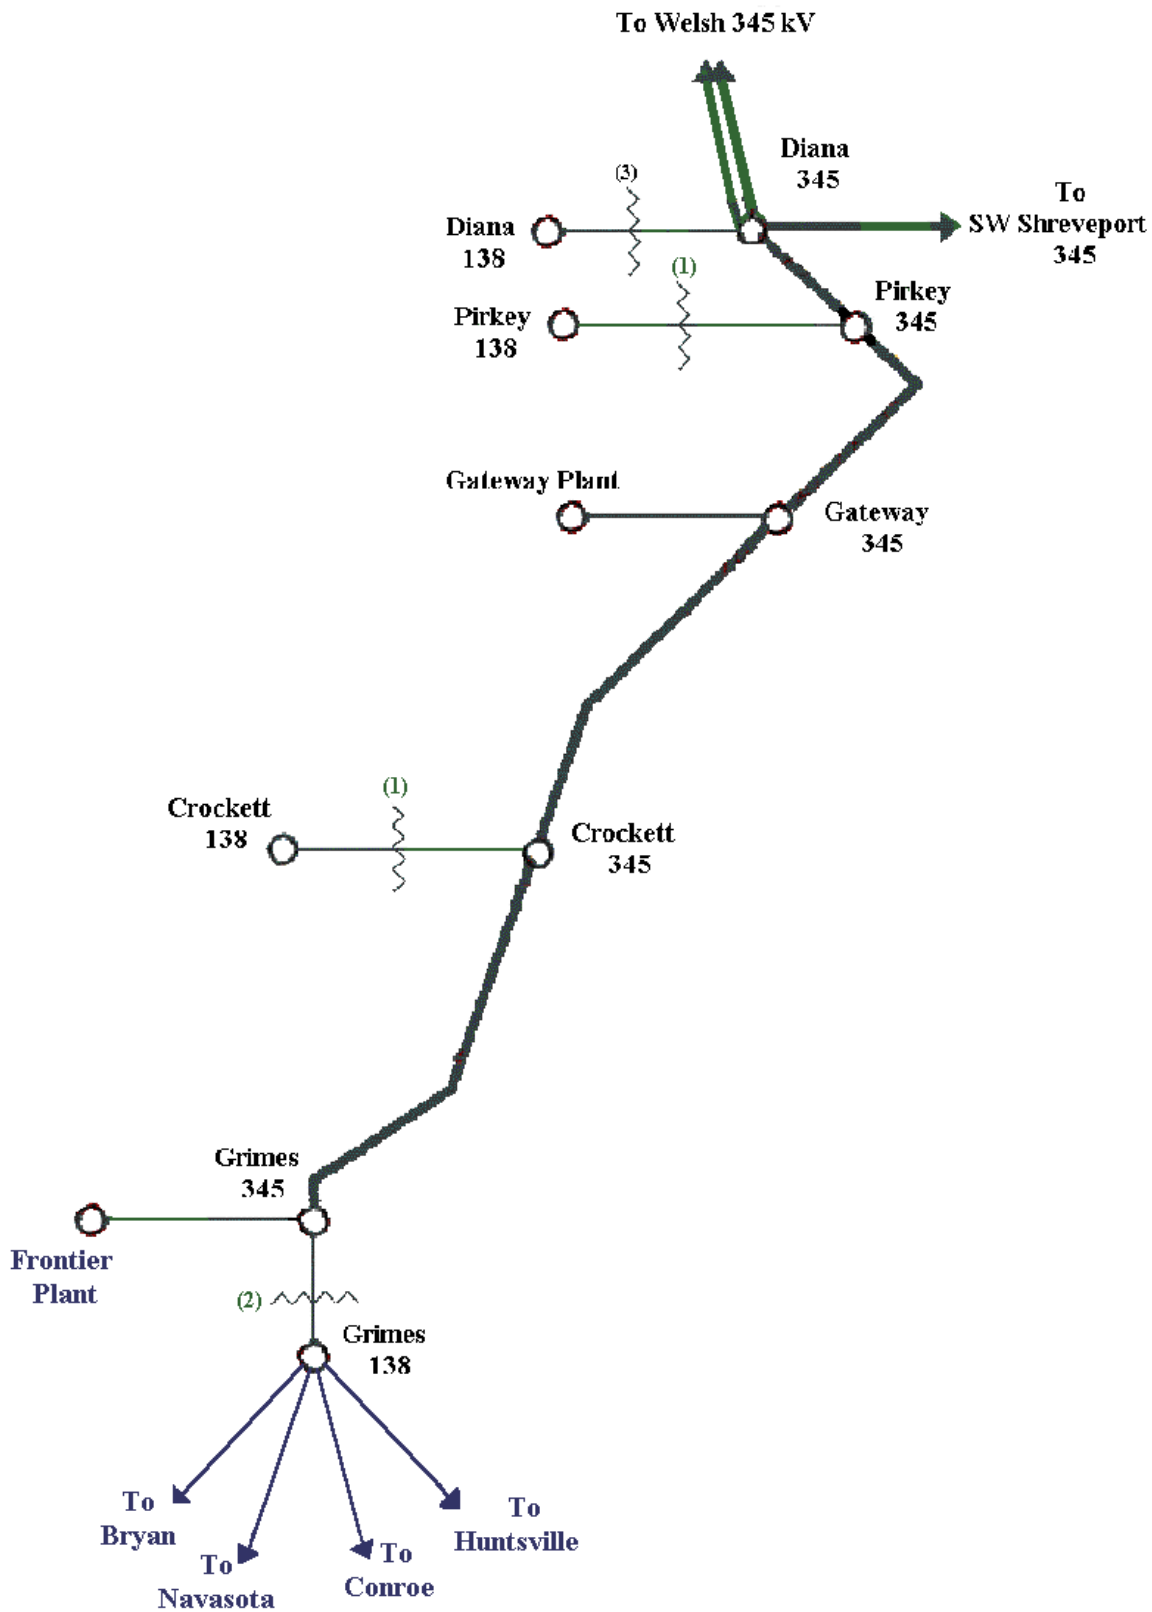 To Welsh 345 kV
Diana
345
To
SW Shreveport
345
(3)
Diana
138
(1)
Pirkey
345
Pirkey
138
Gateway Plant
Gateway
345
(1)
Crockett
138
Crockett
345
Grimes
345
Frontier
Plant
(2)
Grimes
138
To
Bryan
To
Navasota
To
Conroe
To
Huntsville